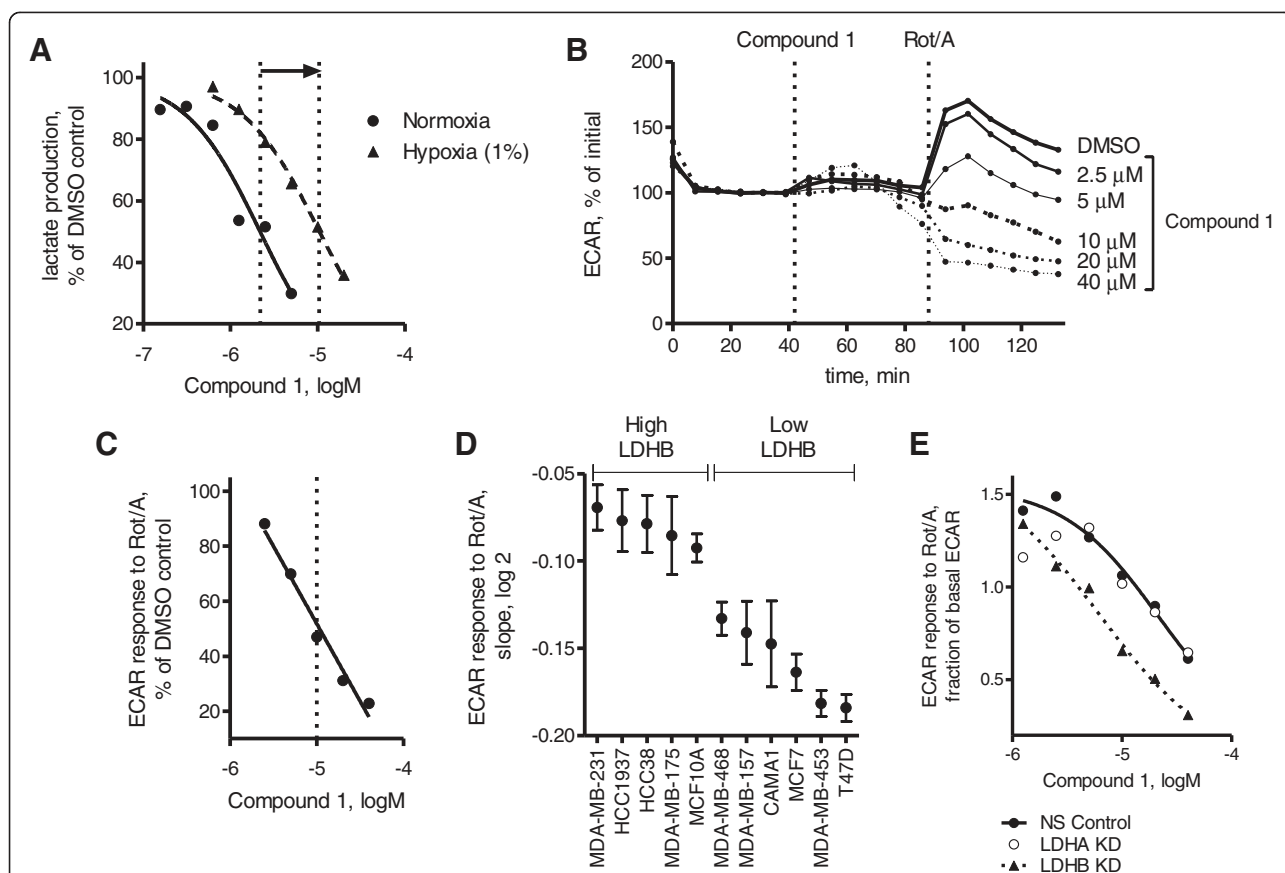 A
lactate production,
% of DMSO control
100
80
60
40
20
-7
-6
-5
-4
Compound 1, logM
Normoxia
Hypoxia (1%)
B
Compound 1
Rot/A
ECAR, % of initial
200
150
100
50
0
0
20
40
60
80
100
120
time, min
DMSO
2.5 μM
5 μM
10 μM
20 μM
40 μM
Compound 1
C
ECAR response to Rot/A,
% of DMSO control
100
80
60
40
20
-6
-5
-4
Compound 1, logM
D
High
LDHB
Low
LDHB
ECAR response to Rot/A,
slope, log 2
-0.05
-0.10
-0.15
-0.20
MDA-MB-231
HCC1937
HCC38
MDA-MB-175
MCF10A
MDA-MB-468
MDA-MB-157
CAMA1
MCF7
MDA-MB-453
T47D
E
ECAR reponse to Rot/A,
fraction of basal ECAR
1.5
1.0
0.5
-6
-5
-4
Compound 1, logM
NS Control
LDHA KD
LDHB KD